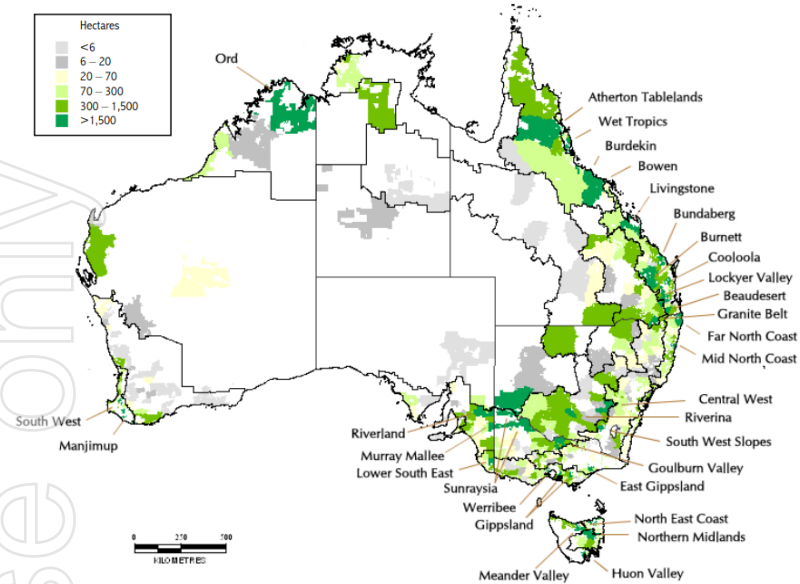 Hectares
<6
6 – 20
20 – 70
70 – 300
300 – 1,500
>1,500
Ord
Atherton Tablelands
Wet Tropics
Burdekin
Bowen
Livingstone
Bundaberg
Burnett
Cooloola
Lockyer Valley
Beaudesert
Granite Belt
Far North Coast
Mid North Coast
Central West
Riverina
South West Slopes
Goulburn Valley
East Gippsland
South West
Manjimup
Riverland
Murray Mallee
Lower South East
Sunraysia
Werribee
Gippsland
North East Coast
Northern Midlands
Meander Valley
Huon Valley
0 250 500
KILOMETRES
se only